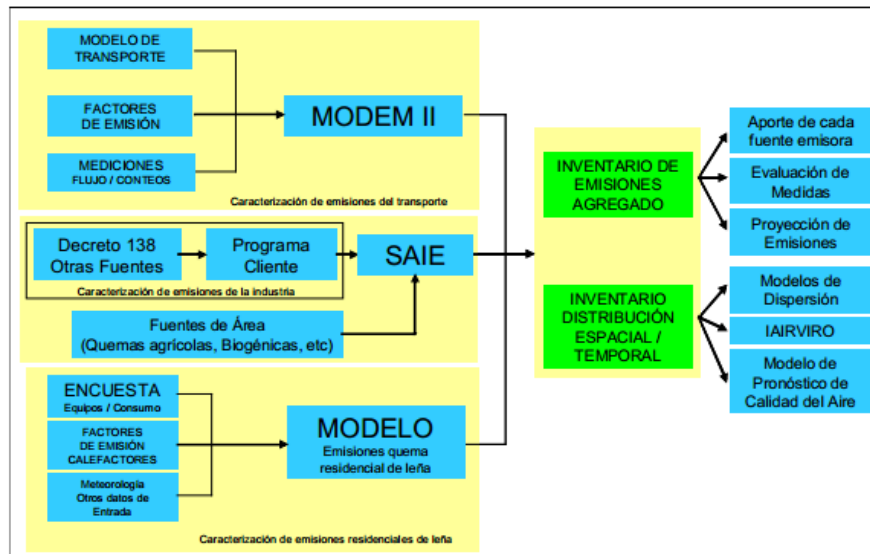 MODELO DE
TRANSPORTE
FACTORES
DE EMISIÓN
MEDICIONES
FLUJO / CONTEOS
MODEM II
Caracterización de emisiones del transporte
Decreto 138
Otras Fuentes
Programa
Cliente
Caracterización de emisiones de la industria
SAIE
Fuentes de Área
(Quemas agrícolas, Biogénicas, etc)
ENCUESTA
Equipos / Consumo
FACTORES
DE EMISIÓN
CALEFACTORES
Meteorología
Otros datos de
Entrada
MODELO
Emisiones quema
residencial de leña
Caracterización de emisiones residenciales de leña
INVENTARIO DE
EMISIONES
AGREGADO
INVENTARIO
DISTRIBUCIÓN
ESPACIAL /
TEMPORAL
Aporte de cada
fuente emisora
Evaluación de
Medidas
Proyección de
Emisiones
Modelos de
Dispersión
IAIRVIRO
Modelo de
Pronóstico de
Calidad del Aire